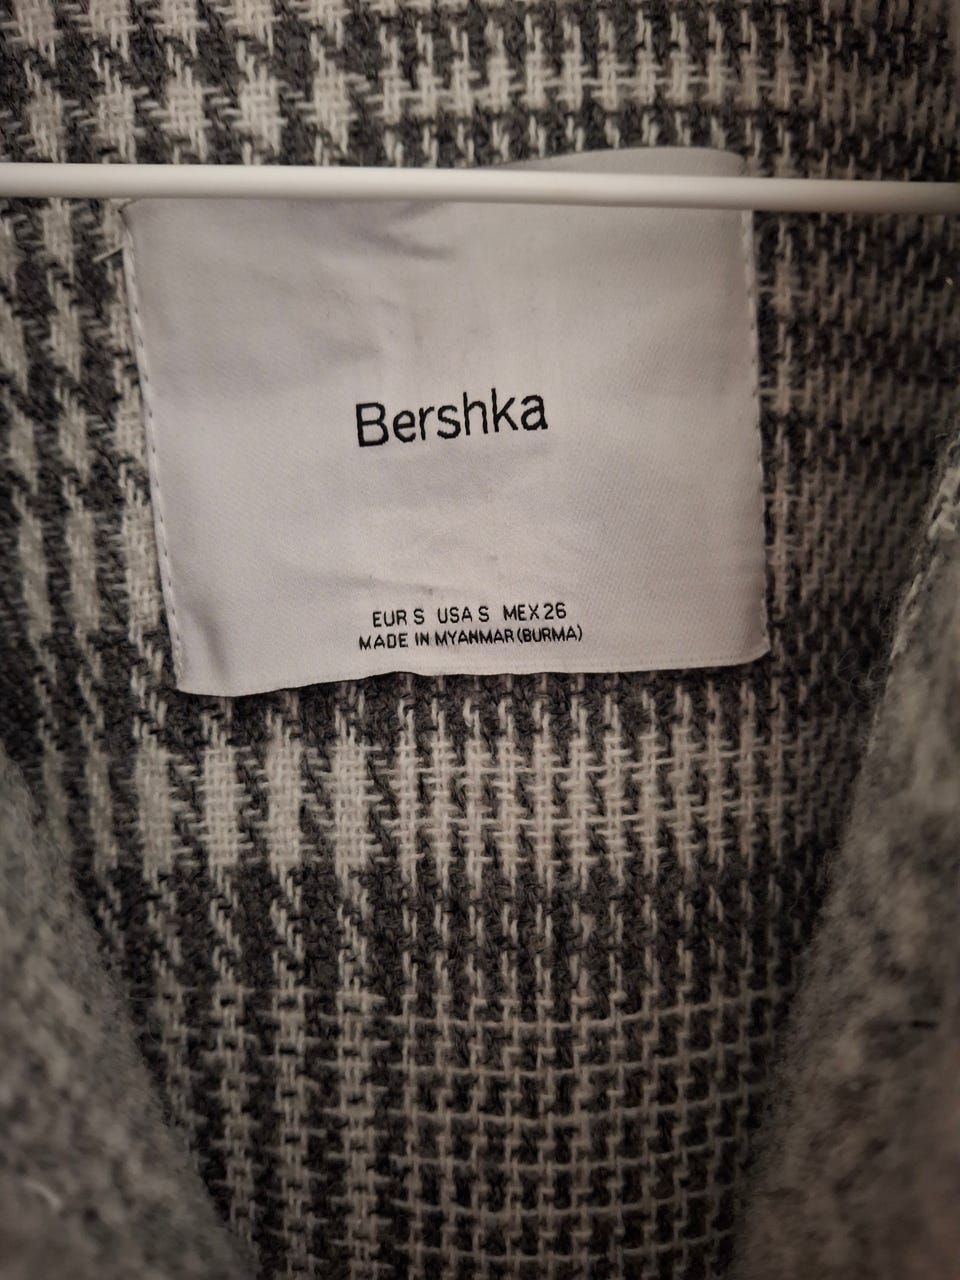 Bershka
EUR S USA S MEX 26
MADE IN MYANMAR (BURMA)